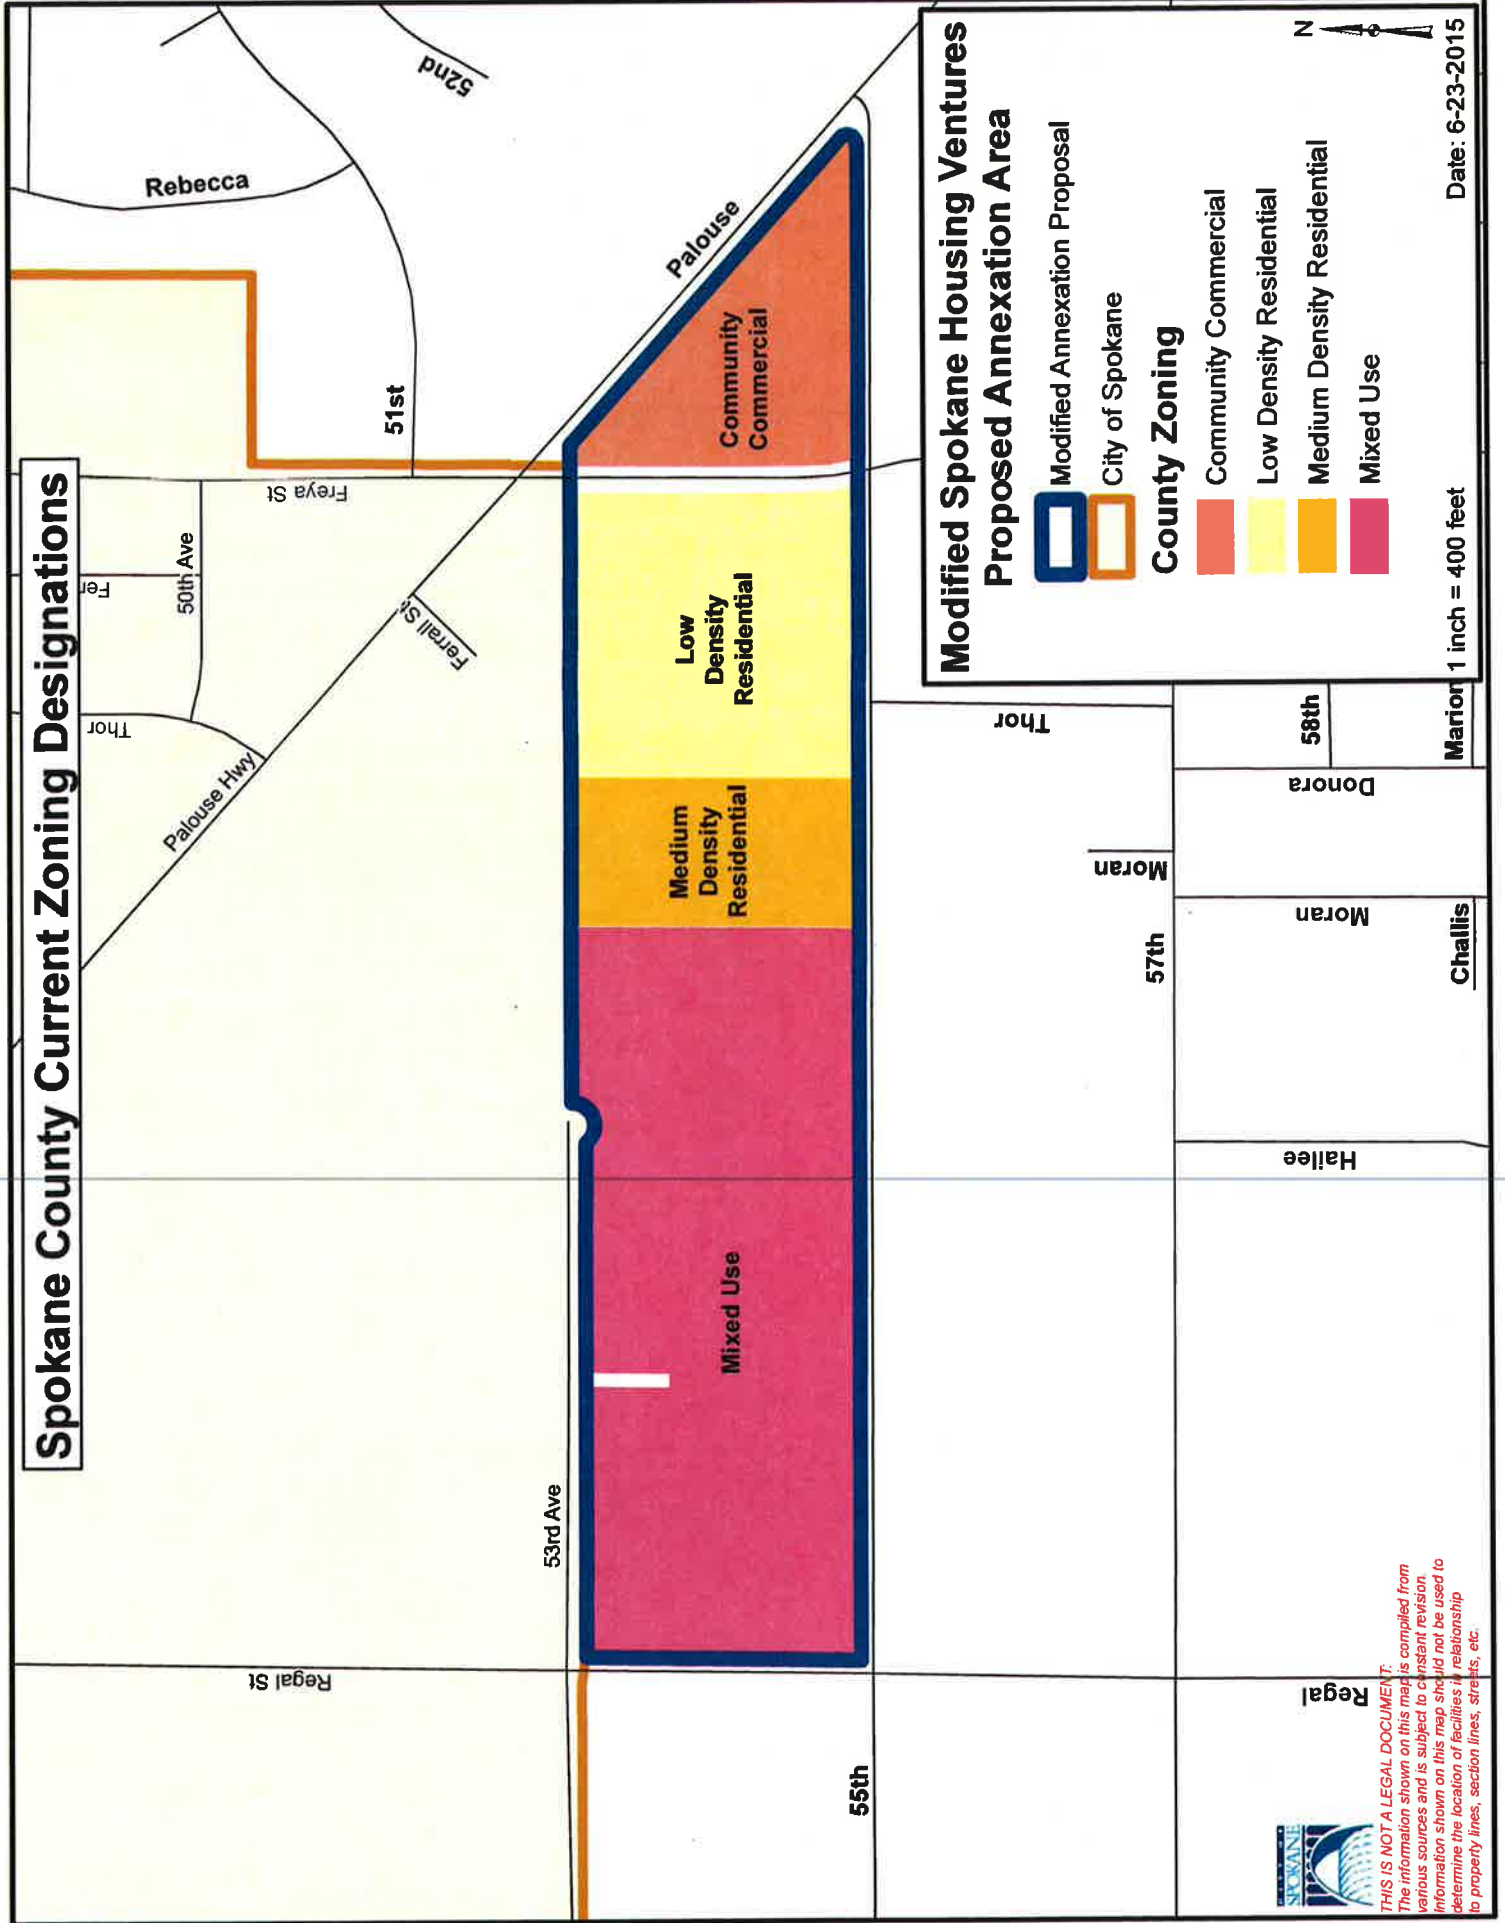 Spokane County Current Zoning Designations
Regal St
53rd Ave
Palouse Hwy
Thor
Fer
50th Ave
Freya St
Ferrall St
51st
Rebecca
52nd
Palouse
Mixed Use
Medium
Density
Residential
Low
Density
Residential
Community
Commercial
55th
Regal
57th
Hailee
Moran
Moran
Challis
Donora
Thor
58th
Marion
Modified Spokane Housing Ventures
Proposed Annexation Area
Modified Annexation Proposal
City of Spokane
County Zoning
Community Commercial
Low Density Residential
Medium Density Residential
Mixed Use
N
1 inch = 400 feet
Date: 6-23-2015
SPOKANE
THIS IS NOT A LEGAL DOCUMENT:
The information shown on this map is compiled from
various sources and is subject to constant revision.
Information shown on this map should not be used to
determine the location of facilities in relationship
to property lines, section lines, streets, etc.